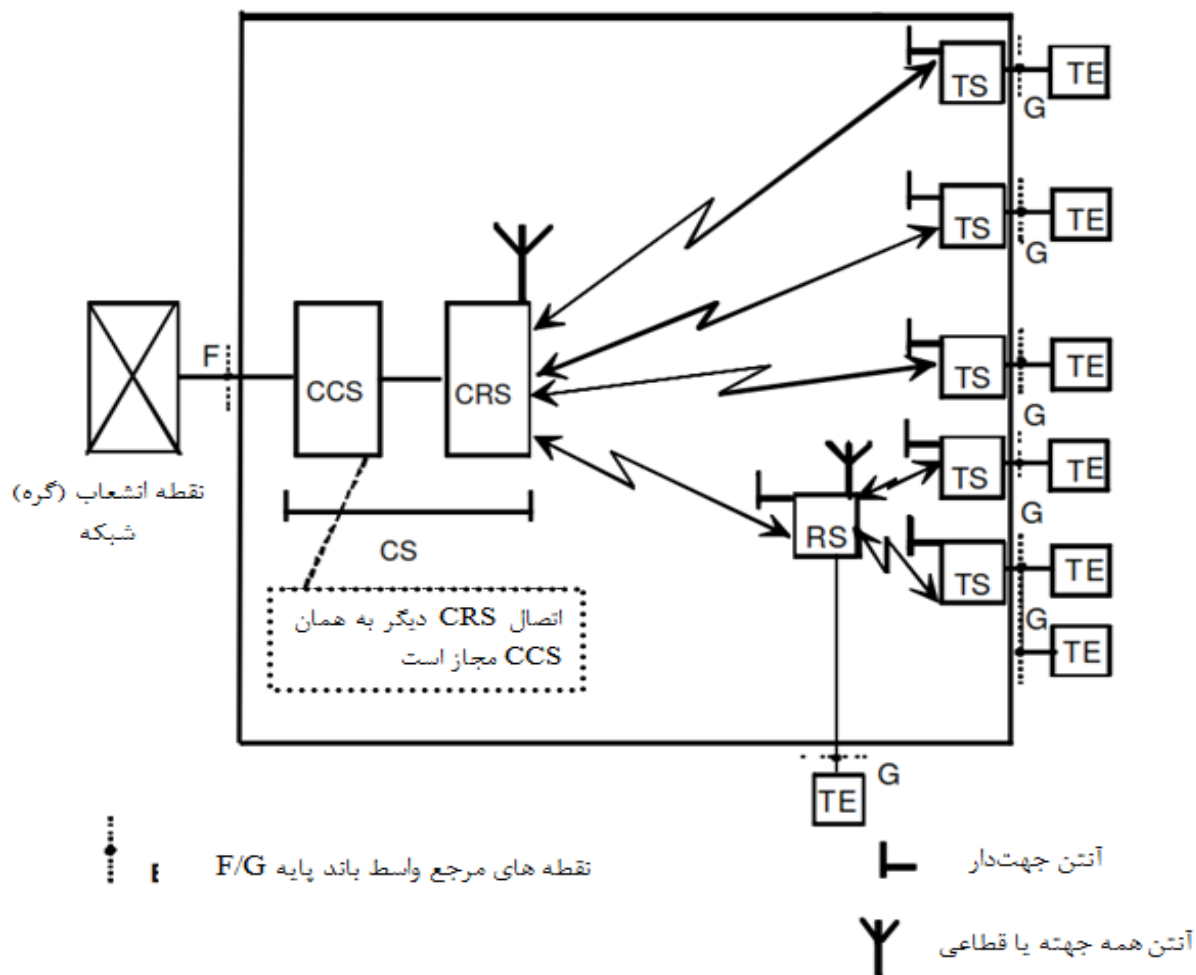 TS
TE
G
TS
TE
G
F
CCS
CRS
TS
TE
G
نقطه انشعاب (گره)
شبکه
TS
TE
G
RS
CS
TS
TE
G
TE
اتصال CRS دیگر به همان
CCS مجاز است
G
TE
نقطه های مرجع واسط باند پایه F/G
آنتن جهت‌دار
آنتن همه جهته یا قطاعی